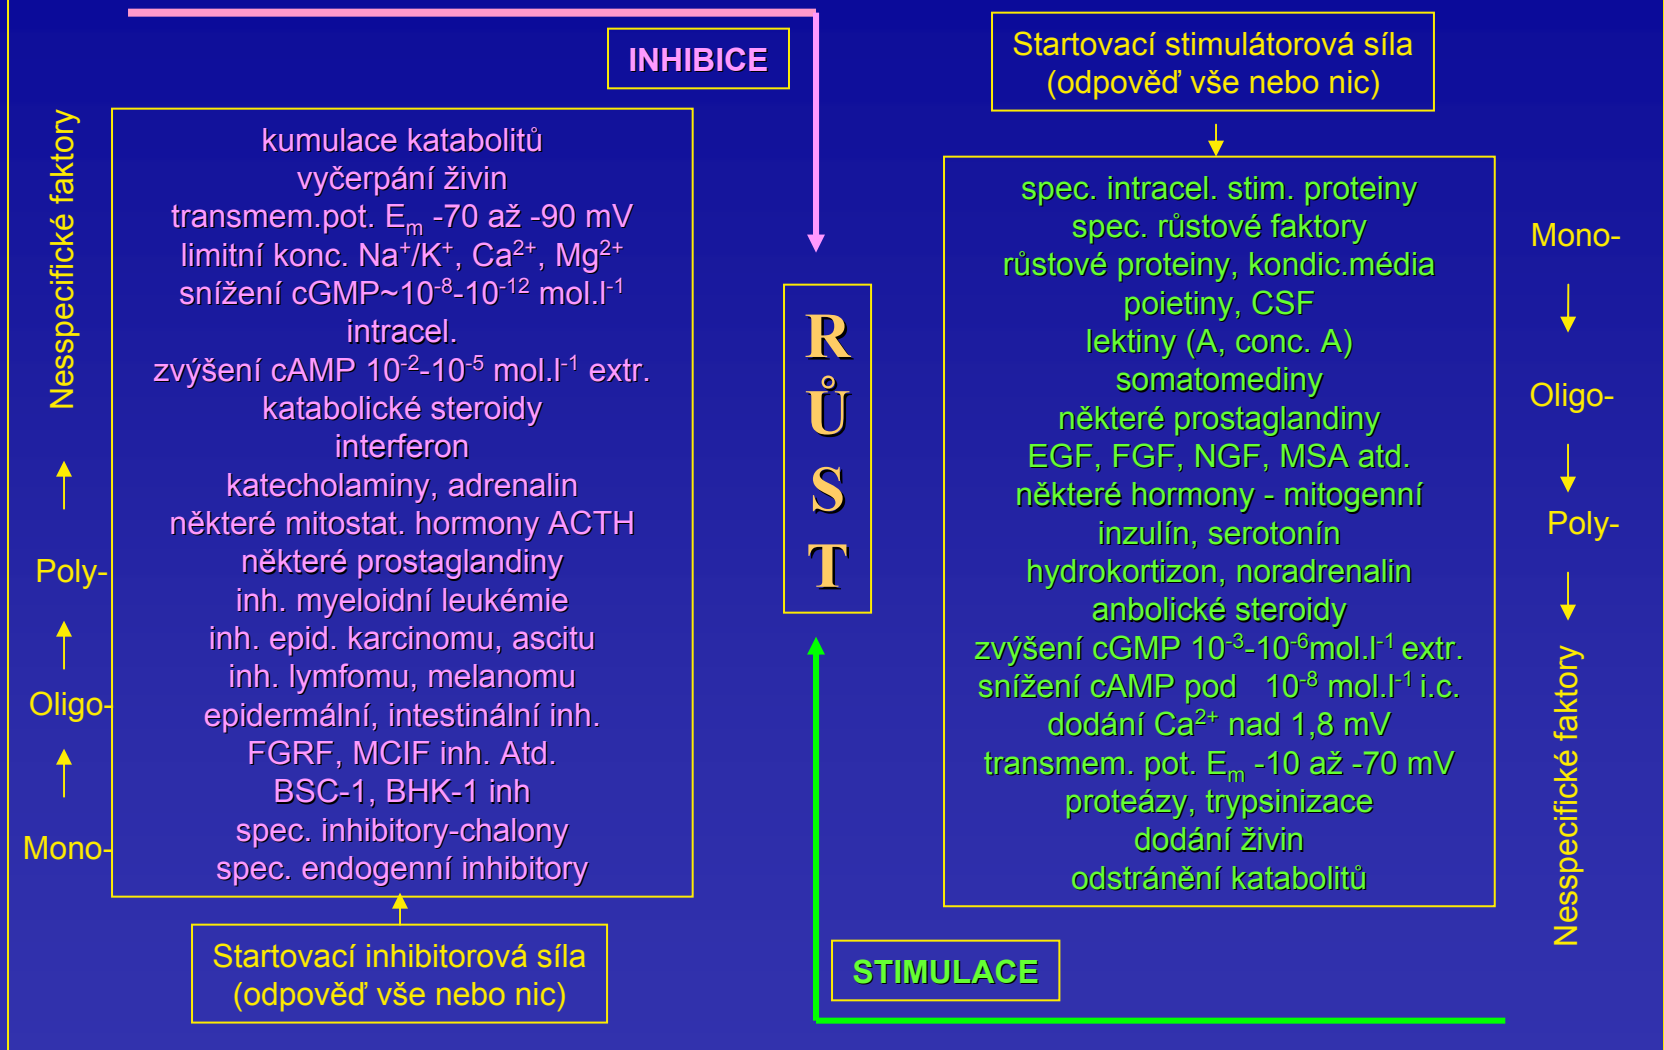 INHIBICE
Startovací stimulátorová síla
(odpověď vše nebo nic)
Nesspecifické faktory
Poly-
Oligo-
Mono-
kumulace katabolitů
vyčerpání živin
transmem.pot. Eₘ -70 až -90 mV
limitní konc. Na⁺/K⁺, Ca²⁺, Mg²⁺
snížení cGMP~10⁻⁸-10⁻¹² mol.l⁻¹
intracel.
zvýšení cAMP 10⁻²-10⁻⁵ mol.l⁻¹ extr.
katabolické steroidy
interferon
katecholaminy, adrenalin
některé mitostat. hormony ACTH
některé prostaglandiny
inh. myeloidní leukémie
inh. epid. karcinomu, ascitu
inh. lymfomu, melanomu
epidermální, intestinální inh.
FGRF, MCIF inh. Atd.
BSC-1, BHK-1 inh
spec. inhibitory-chalony
spec. endogenní inhibitory
Startovací inhibitorová síla
(odpověď vše nebo nic)
RŮST
spec. intracel. stim. proteiny
spec. růstové faktory
růstové proteiny, kondic.média
poietiny, CSF
lektiny (A, conc. A)
somatomediny
některé prostaglandiny
EGF, FGF, NGF, MSA atd.
některé hormony - mitogenní
inzulín, serotonín
hydrokortizon, noradrenalin
anbolické steroidy
zvýšení cGMP 10⁻³-10⁻⁶mol.l⁻¹ extr.
snížení cAMP pod 10⁻⁸ mol.l⁻¹ i.c.
dodání Ca²⁺ nad 1,8 mV
transmem. pot. Eₘ -10 až -70 mV
proteázy, trypsinizace
dodání živin
odstránění katabolitů
Mono-
Oligo-
Poly-
Nesspecifické faktory
STIMULACE